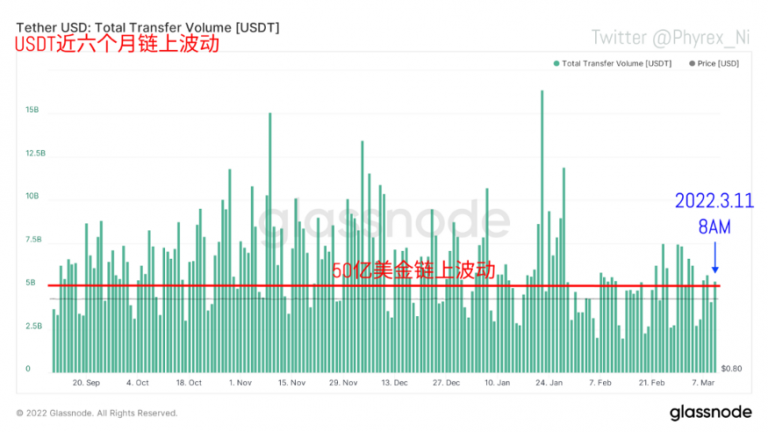 Tether USD: Total Transfer Volume [USDT]
Twitter @Phyrex_Ni
USDT近六个月链上波动
Total Transfer Volume [USDT]
Price [USD]
15B
12.5B
10B
7.5B
5B
2.5B
0
glassnode
2022.3.11
8AM
50亿美金链上波动
$0.80
20. Sep
4. Oct
18. Oct
1. Nov
15. Nov
29. Nov
13. Dec
27. Dec
10. Jan
24. Jan
7. Feb
21. Feb
7. Mar
© 2022 Glassnode. All Rights Reserved.
glassnode